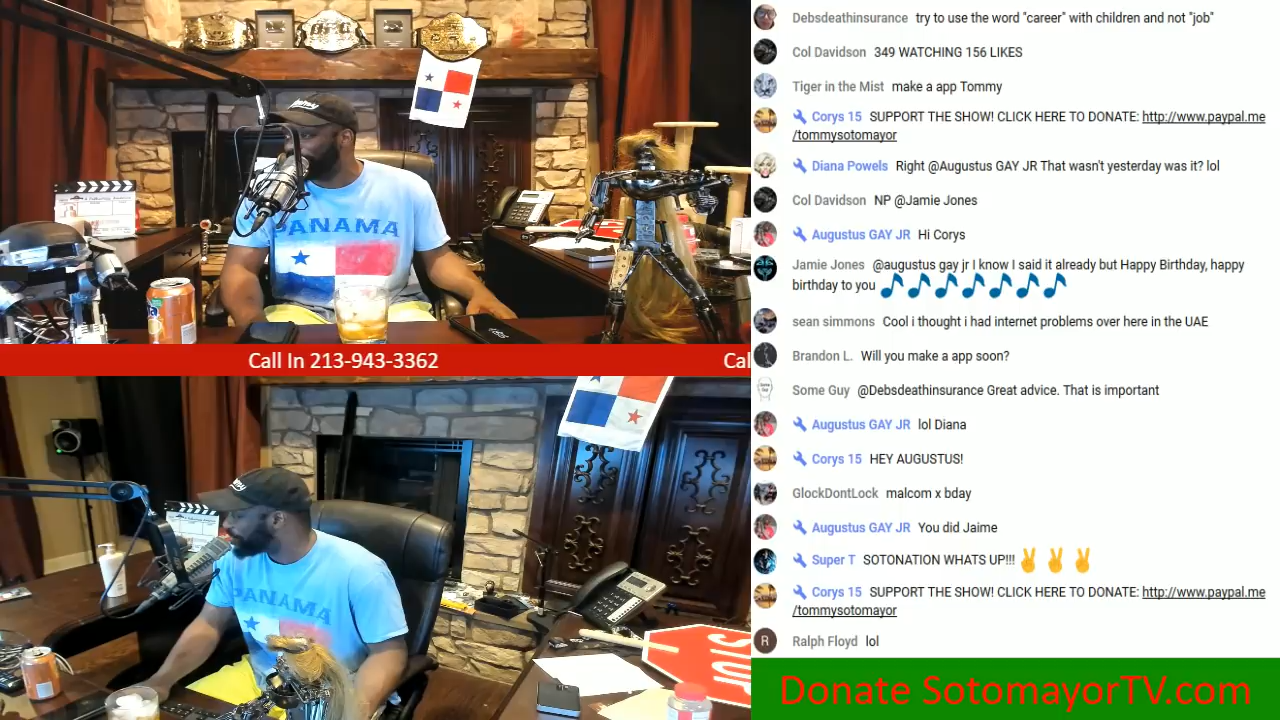 PANAMA
Fanta
Call In 213-943-3362
Cal
PANAMA
STOP
Debsdeathinsurance try to use the word "career" with children and not "job"
Col Davidson 349 WATCHING 156 LIKES
Tiger in the Mist make a app Tommy
Corys 15 SUPPORT THE SHOW! CLICK HERE TO DONATE: http://www.paypal.me
/tommysotomayor
Diana Powels Right @Augustus GAY JR That wasn't yesterday was it? lol
Col Davidson NP @Jamie Jones
Augustus GAY JR Hi Corys
Jamie Jones @augustus gay jr I know I said it already but Happy Birthday, happy
birthday to you
sean simmons Cool i thought i had internet problems over here in the UAE
Brandon L. Will you make a app soon?
Some Guy @Debsdeathinsurance Great advice. That is important
Augustus GAY JR lol Diana
Corys 15 HEY AUGUSTUS!
GlockDontLock malcom x bday
Augustus GAY JR You did Jaime
Super T SOTONATION WHATS UP!!!
Corys 15 SUPPORT THE SHOW! CLICK HERE TO DONATE: http://www.paypal.me
/tommysotomayor
R Ralph Floyd lol
Donate SotomayorTV.com